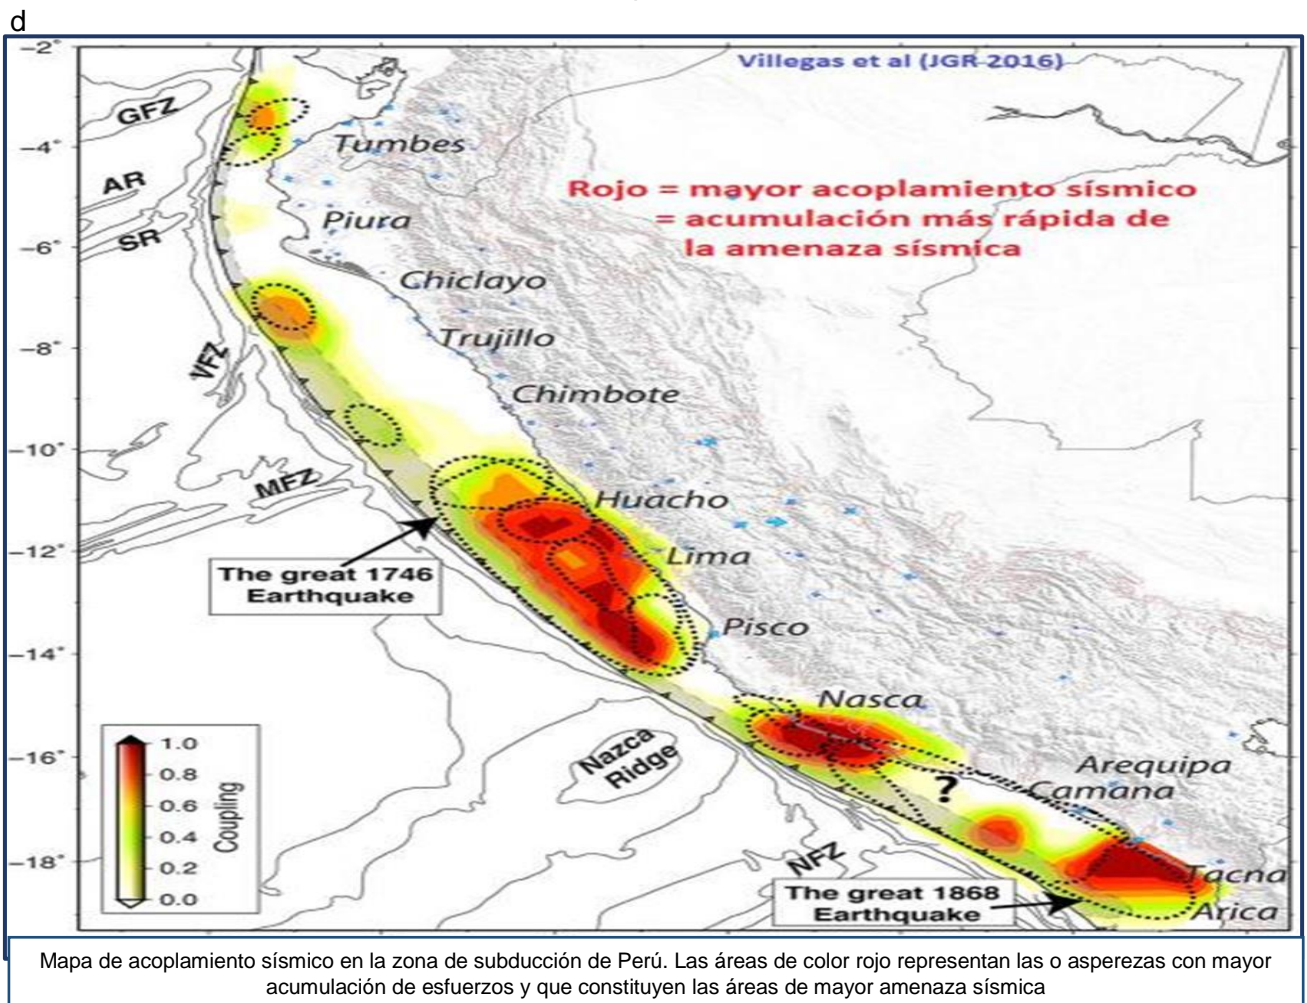 d
−2°
Villegas et al (JGR 2016)
GFZ
−4°
Tumbes
AR
Rojo = mayor acoplamiento sísmico
= acumulación más rápida de
la amenaza sísmica
Piura
SR
−6°
Chiclayo
Trujillo
−8°
VFZ
Chimbote
−10°
MFZ
Huacho
−12°
Lima
The great 1746
Earthquake
Pisco
−14°
Nasca
1.0
Nazca
Ridge
−16°
Arequipa
0.8
?
Camana
0.6
Coupling
0.4
0.2
−18°
NFZ
Tacna
0.0
The great 1868
Earthquake
Arica
Mapa de acoplamiento sísmico en la zona de subducción de Perú. Las áreas de color rojo representan las o asperezas con mayor
acumulación de esfuerzos y que constituyen las áreas de mayor amenaza sísmica